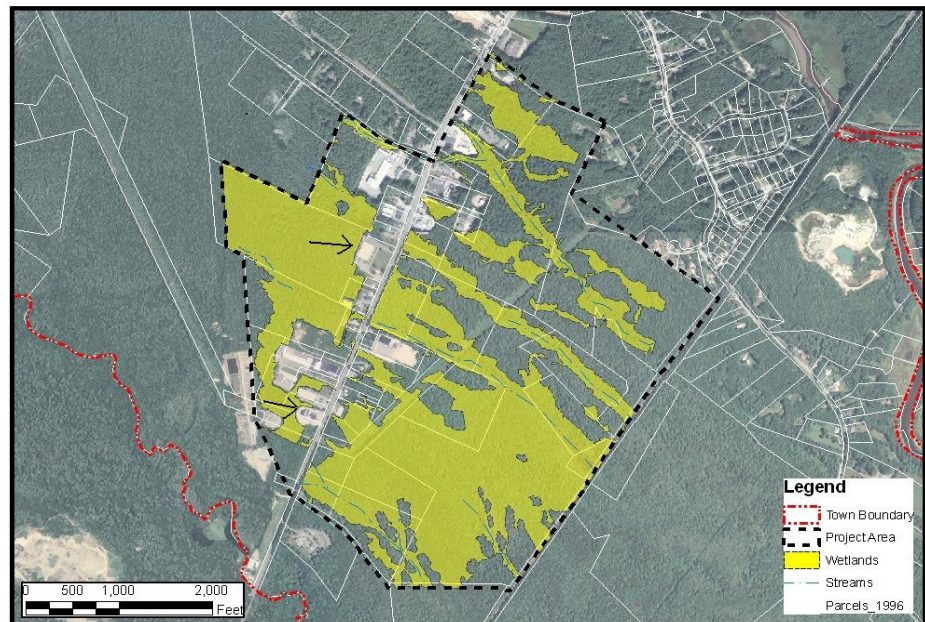 Legend
Town Boundary
Project Area
Wetlands
Streams
Parcels_1996
0 500 1,000 2,000
Feet